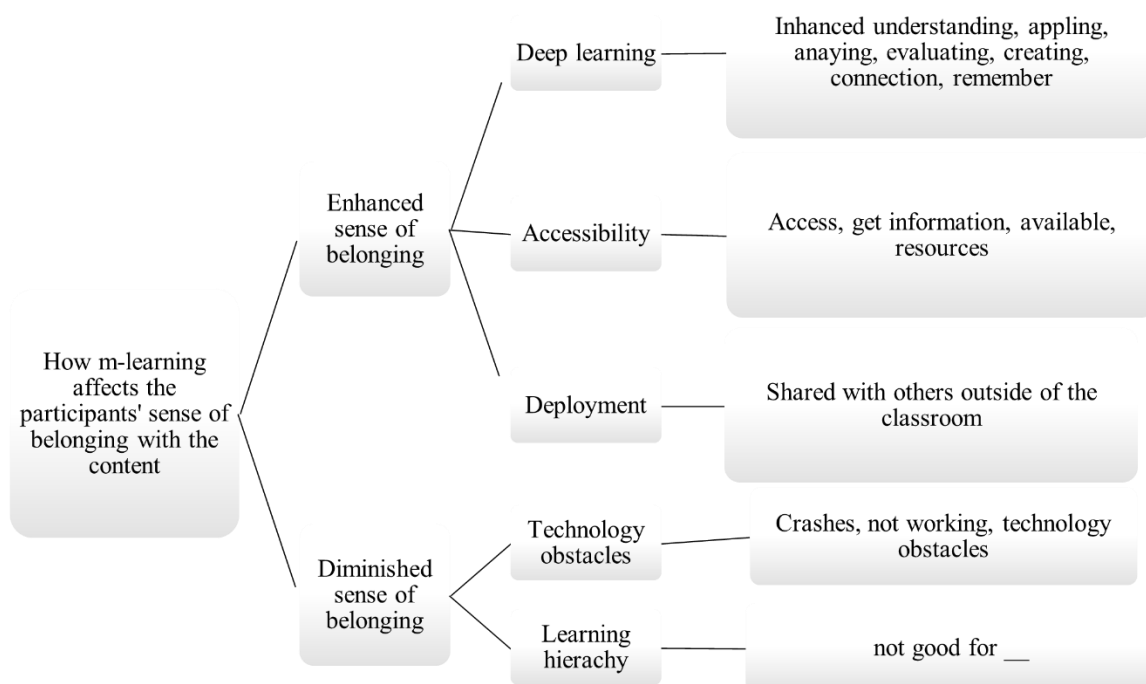 How m-learning
affects the
participants' sense of
belonging with the
content
Enhanced
sense of
belonging
Deep learning
Inhanced understanding, appling,
anaying, evaluating, creating,
connection, remember
Accessibility
Access, get information, available,
resources
Deployment
Shared with others outside of the
classroom
Diminished
sense of
belonging
Technology
obstacles
Crashes, not working, technology
obstacles
Learning
hierachy
not good for __